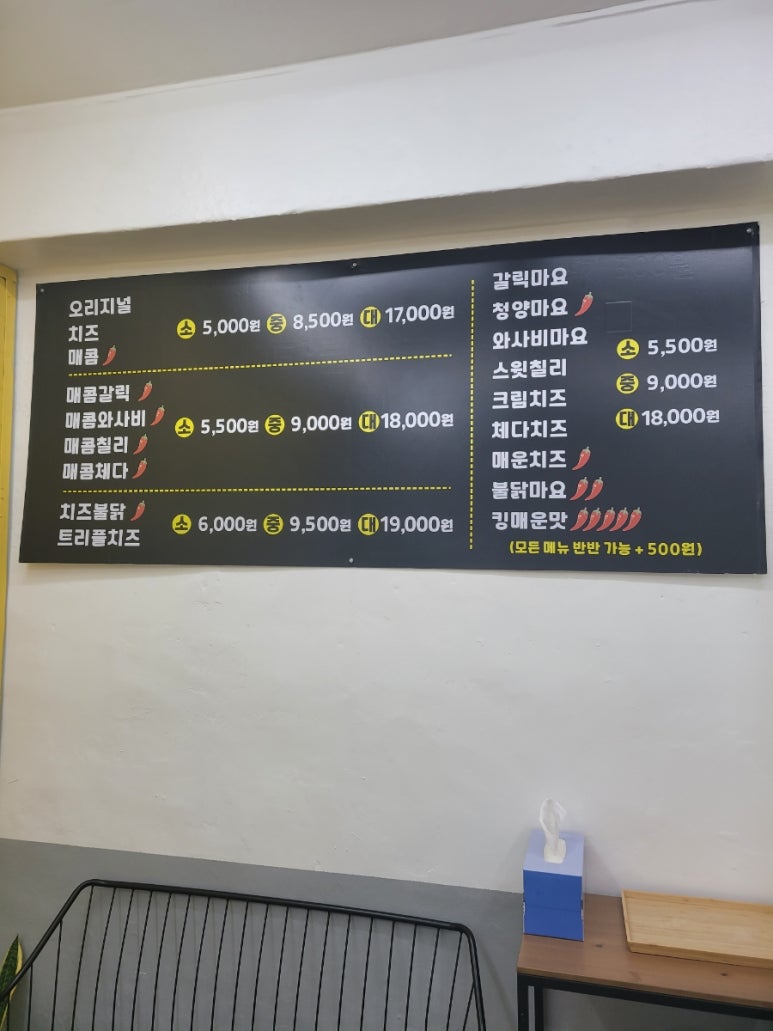 오리지널
치즈
매콤
소 5,000원 중 8,500원 대 17,000원
매콤갈릭
매콤와사비
매콤칠리
매콤체다
소 5,500원 중 9,000원 대 18,000원
치즈불닭
트리플치즈
소 6,000원 중 9,500원 대 19,000원
갈릭마요
청양마요
와사비마요
스윗칠리
크림치즈
체다치즈
매운치즈
불닭마요
킹매운맛
소 5,500원
중 9,000원
대 18,000원
(모든 메뉴 반반 가능 + 500원)